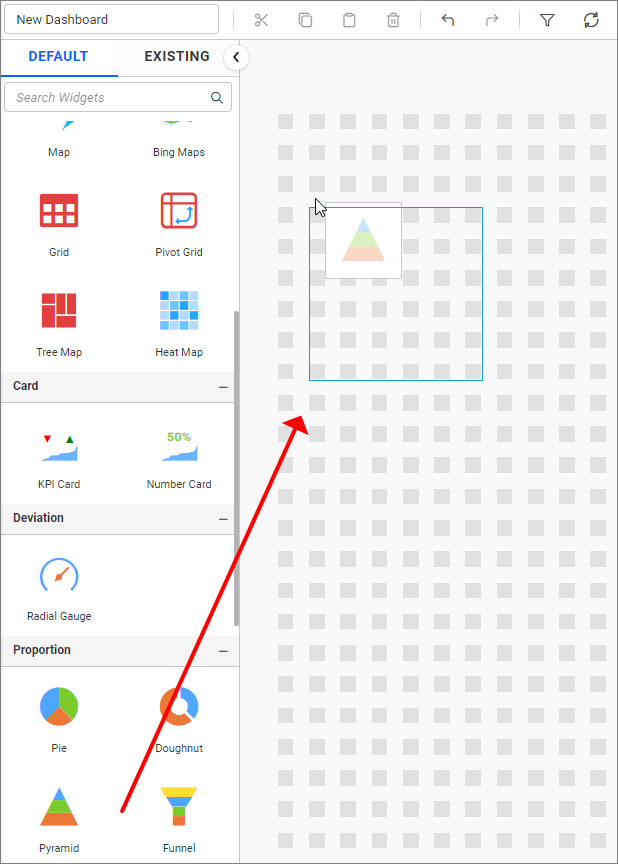 New Dashboard
DEFAULT
EXISTING
Search Widgets
Map
Bing Maps
Grid
Pivot Grid
Tree Map
Heat Map
Card
50%
KPI Card
Number Card
Deviation
Radial Gauge
Proportion
Pie
Doughnut
Pyramid
Funnel